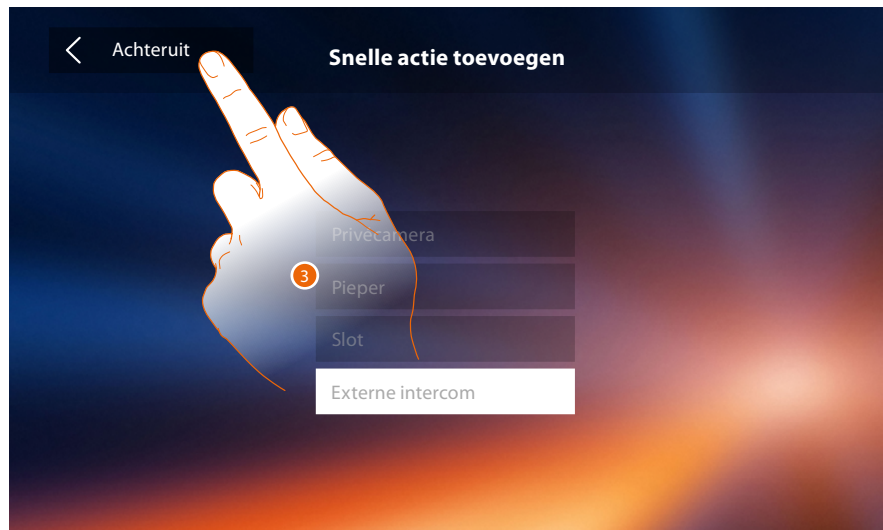 Achteruit
Snelle actie toevoegen
Privécamera
3
Pieper
Slot
Externe intercom